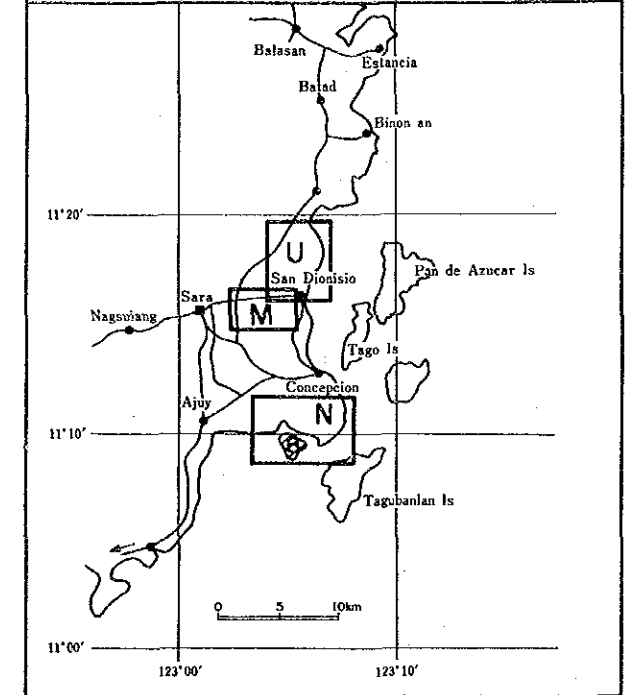 Balasan
Estancia
Batad
Binon an
11°20′
U
San Dionisio
Pan de Azucar Is
Sara
M
Nagsulang
Tago Is
Concepcion
Ajuy
N
11°10′
Tagubanlan Is
0 5 10km
11°00′
123°00′ 123°10′